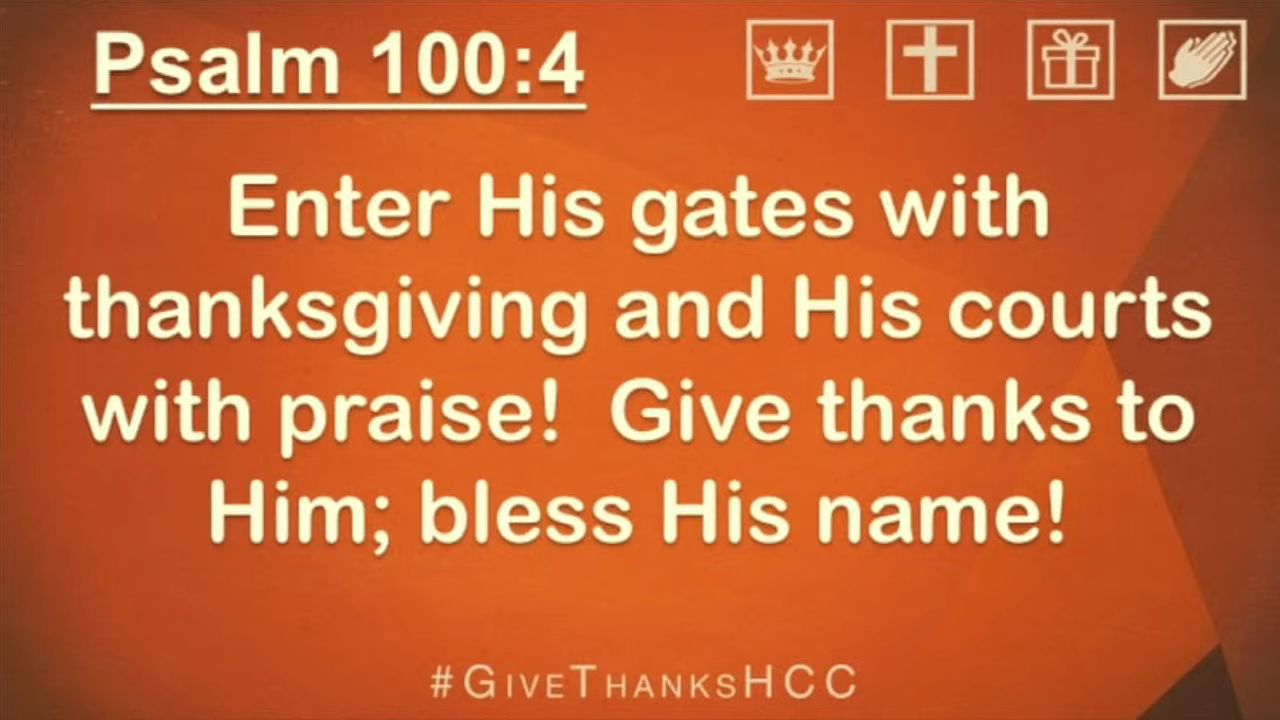 Psalm 100:4
Enter His gates with
thanksgiving and His courts
with praise!  Give thanks to
Him; bless His name!
#GIVETHANKSHCC